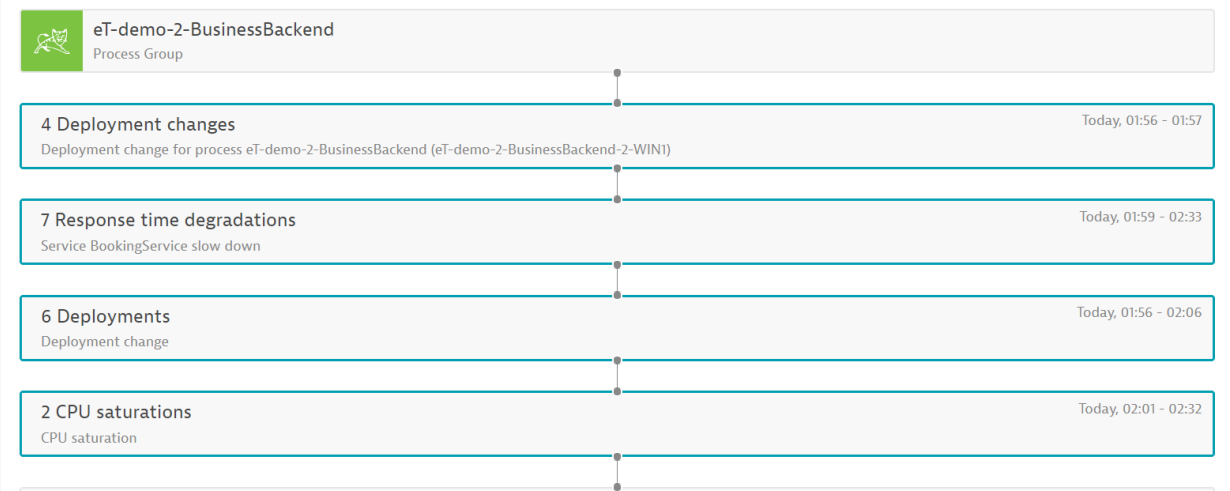 eT-demo-2-BusinessBackend
Process Group
4 Deployment changes
Today, 01:56 - 01:57
Deployment change for process eT-demo-2-BusinessBackend (eT-demo-2-BusinessBackend-2-WIN1)
7 Response time degradations
Today, 01:59 - 02:33
Service BookingService slow down
6 Deployments
Today, 01:56 - 02:06
Deployment change
2 CPU saturations
Today, 02:01 - 02:32
CPU saturation